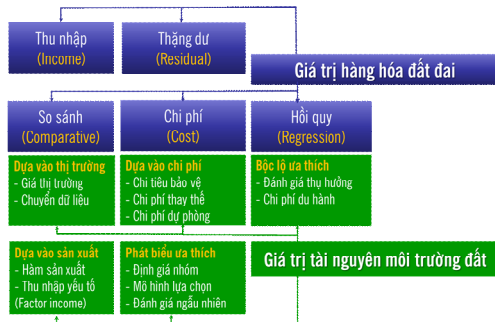 Thu nhập
(Income)
Thặng dư
(Residual)
Giá trị hàng hóa đất đai
So sánh
(Comparative)
Chi phí
(Cost)
Hồi quy
(Regression)
Dựa vào thị trường
- Giá thị trường
- Chuyển dữ liệu
Dựa vào chi phí
- Chi tiêu bảo vệ
- Chi phí thay thế
- Chi phí dự phòng
Bộc lộ ưa thích
- Đánh giá thụ hưởng
- Chi phí du hành
Dựa vào sản xuất
- Hàm sản xuất
- Thu nhập yếu tố
(Factor income)
Phát biểu ưa thích
- Định giá nhóm
- Mô hình lựa chọn
- Đánh giá ngẫu nhiên
Giá trị tài nguyên môi trường đất